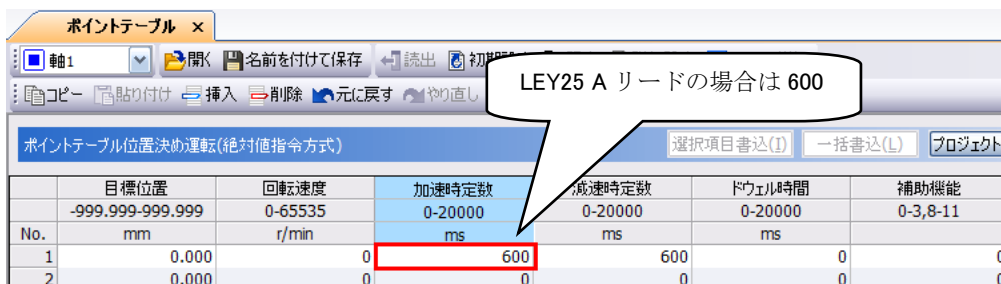 ポイントテーブル ×
軸1 開く 名前を付けて保存 読出
コピー 貼り付け 挿入 削除 元に戻す やり直し
LEY25 A リードの場合は 600
ポイントテーブル位置決め運転(絶対値指令方式) 選択項目書込(I) 一括書込(L) プロジェクト
目標位置 回転速度 加速時定数 減速時定数 ドウェル時間 補助機能
-999.999-999.999 0-65535 0-20000 0-20000 0-20000 0-3,8-11
No. mm r/min ms ms ms
1 0.000 0 600 600 0 0
2 0.000 0 0 0 0 0